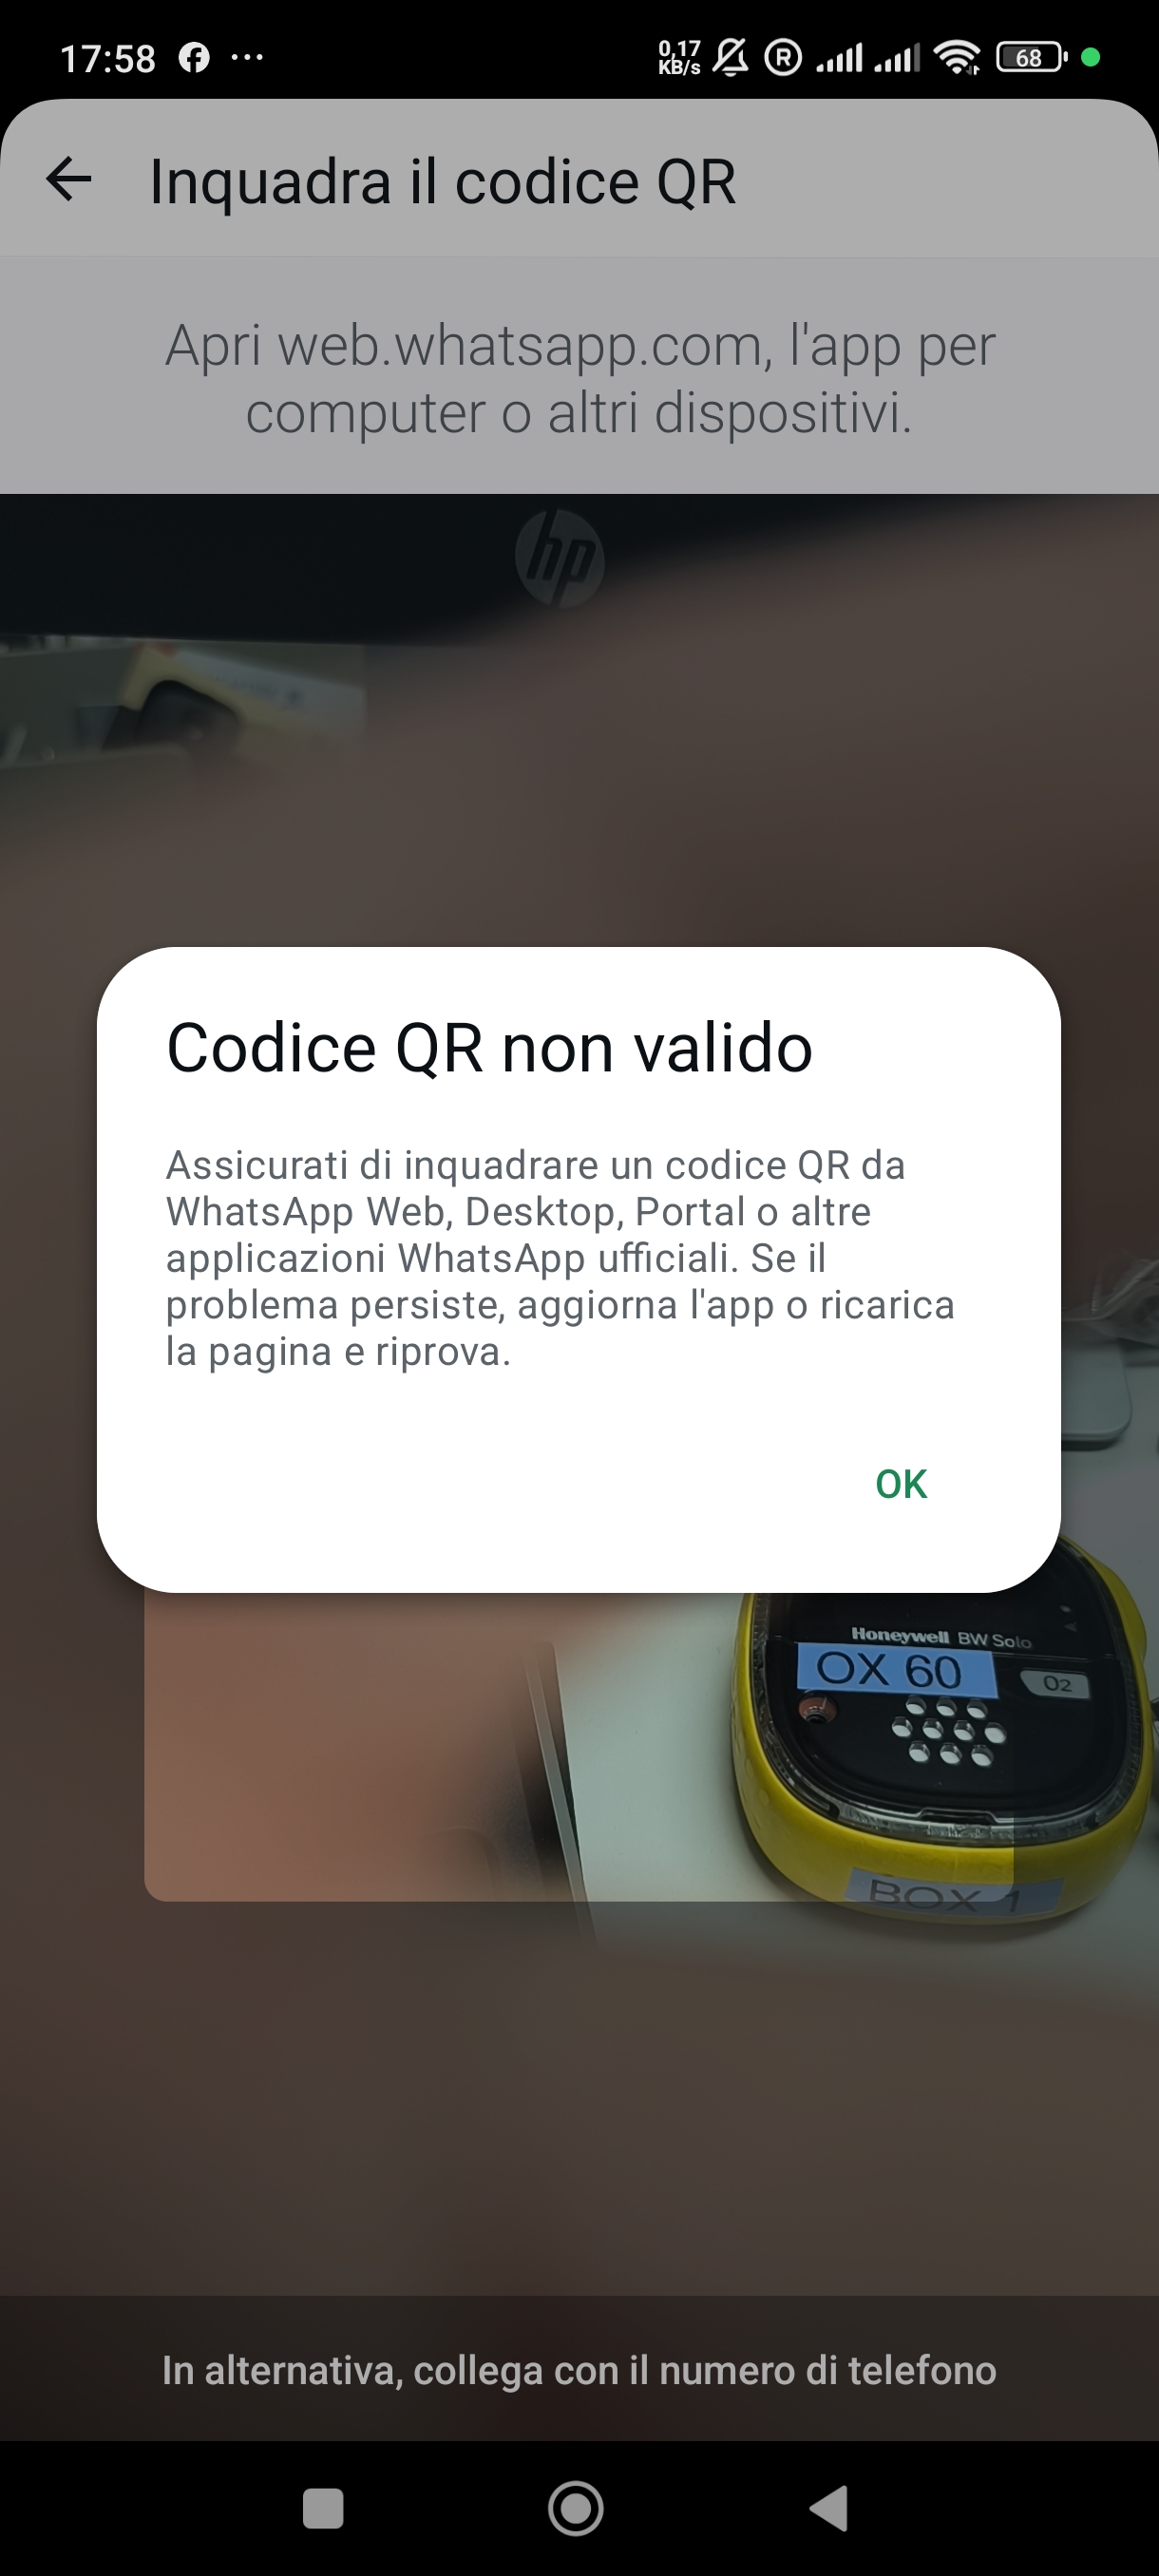 17:58
0,17
KB/s
R
68
Inquadra il codice QR
Apri web.whatsapp.com, l'app per
computer o altri dispositivi.
hp
Codice QR non valido
Assicurati di inquadrare un codice QR da
WhatsApp Web, Desktop, Portal o altre
applicazioni WhatsApp ufficiali. Se il
problema persiste, aggiorna l'app o ricarica
la pagina e riprova.
OK
Honeywell BW Solo
OX 60
O2
BOX 1
In alternativa, collega con il numero di telefono